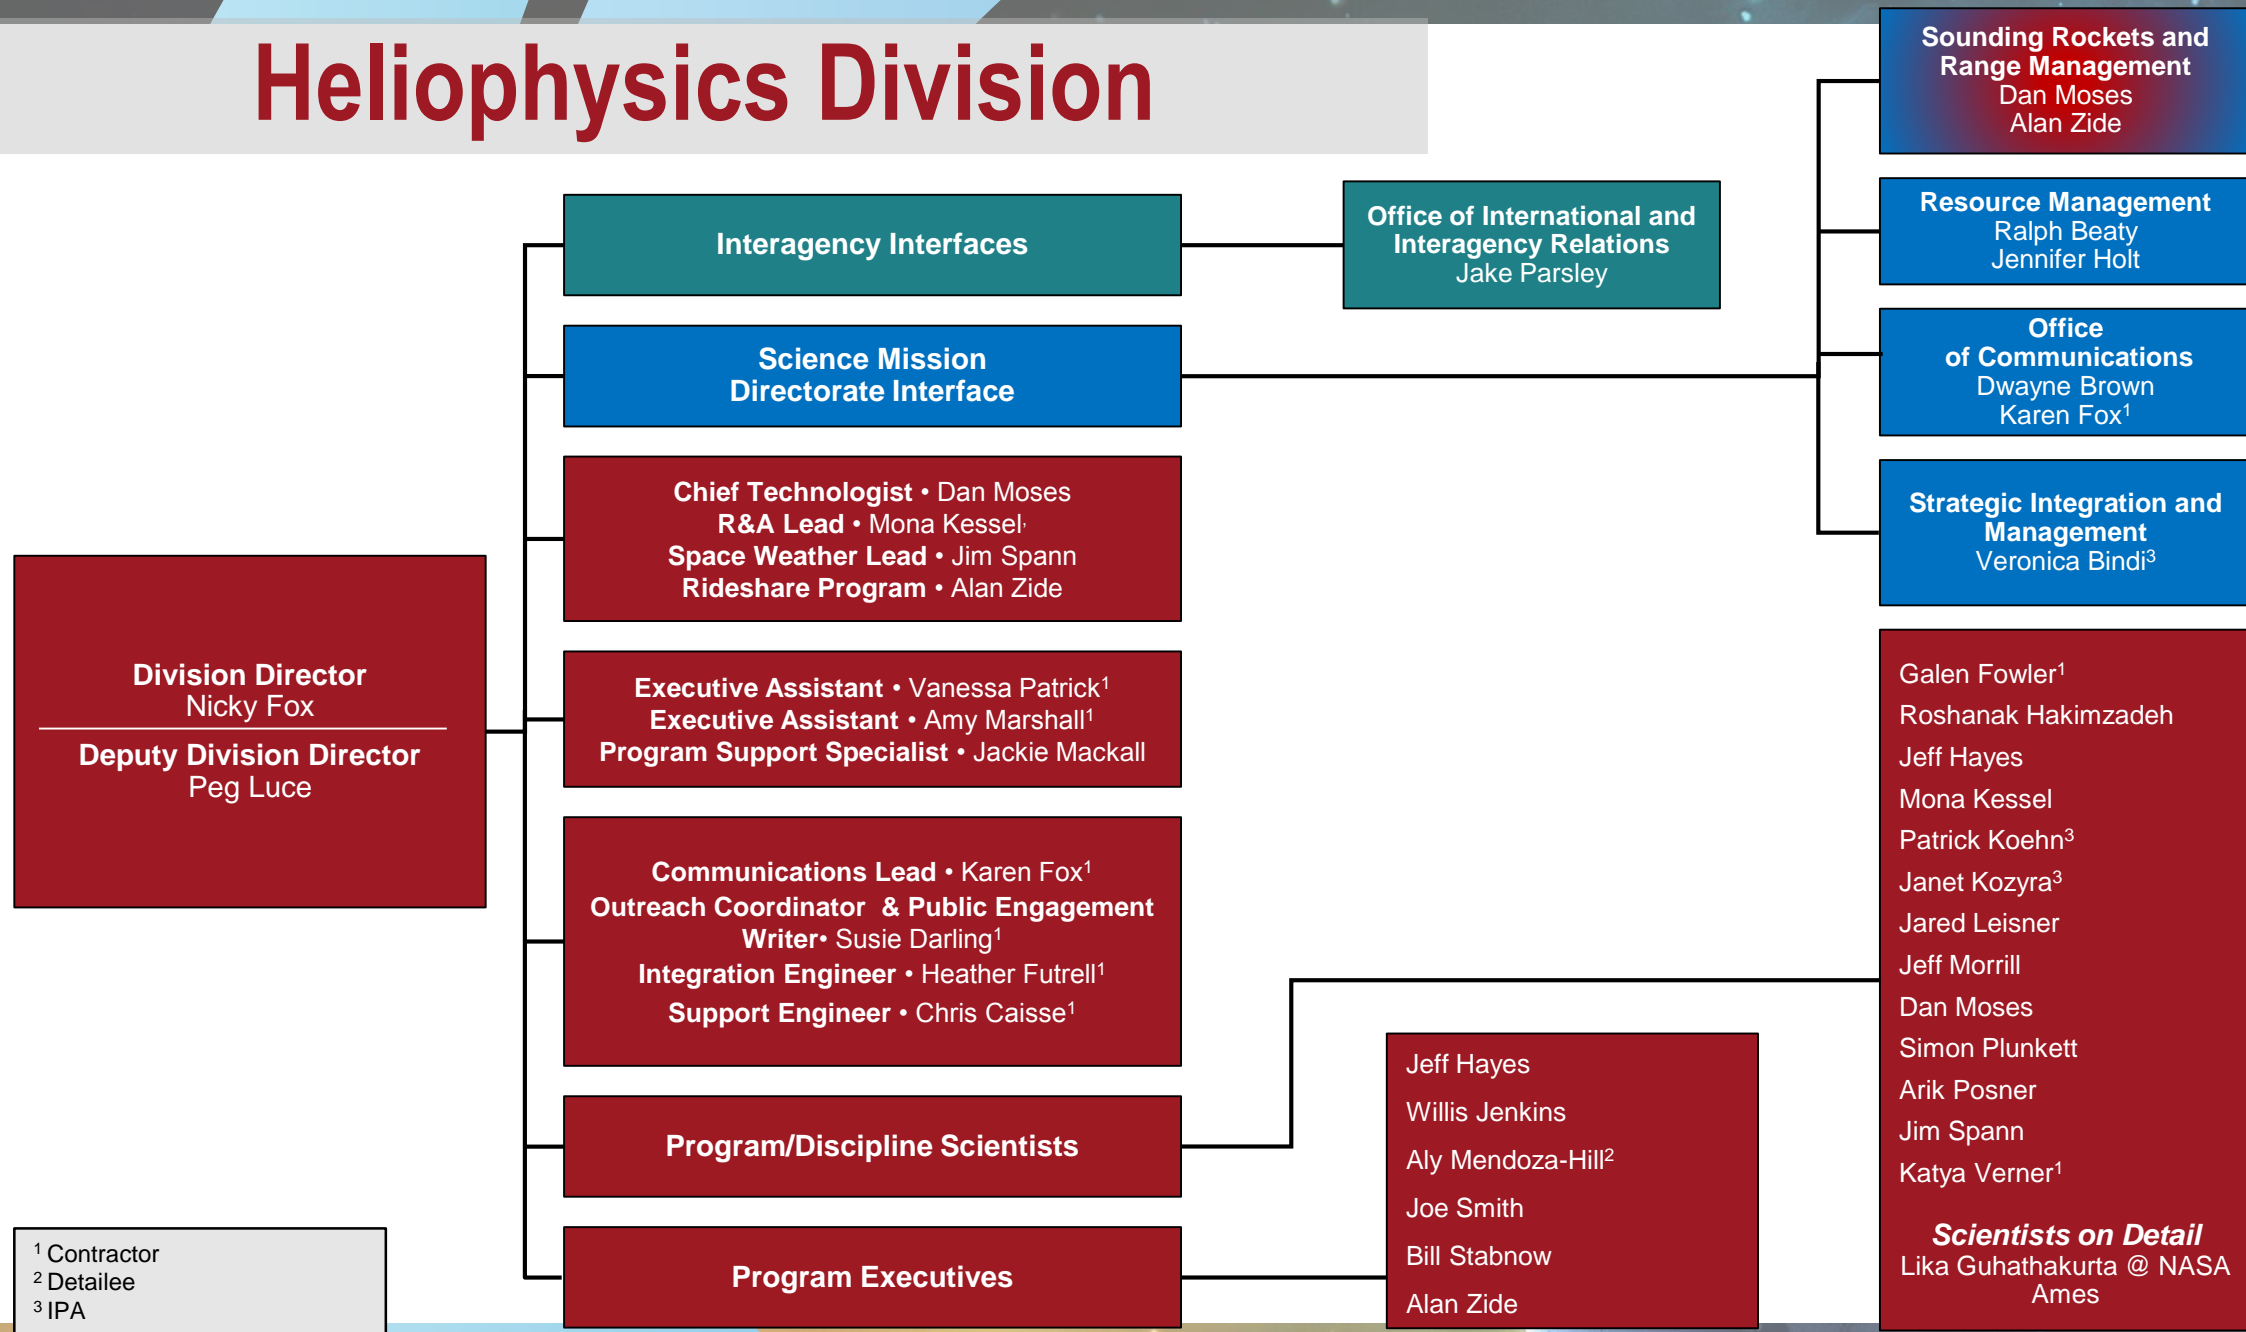 Heliophysics Division
Sounding Rockets and
Range Management
Dan Moses
Alan Zide
Resource Management
Ralph Beaty
Jennifer Holt
Office
of Communications
Dwayne Brown
Karen Fox¹
Strategic Integration and
Management
Veronica Bindi³
Interagency Interfaces
Office of International and
Interagency Relations
Jake Parsley
Science Mission
Directorate Interface
Chief Technologist • Dan Moses
R&A Lead • Mona Kessel,
Space Weather Lead • Jim Spann
Rideshare Program • Alan Zide
Division Director
Nicky Fox
Deputy Division Director
Peg Luce
Executive Assistant • Vanessa Patrick¹
Executive Assistant • Amy Marshall¹
Program Support Specialist • Jackie Mackall
Communications Lead • Karen Fox¹
Outreach Coordinator & Public Engagement
Writer• Susie Darling¹
Integration Engineer • Heather Futrell¹
Support Engineer • Chris Caisse¹
Program/Discipline Scientists
Program Executives
Jeff Hayes
Willis Jenkins
Aly Mendoza-Hill²
Joe Smith
Bill Stabnow
Alan Zide
Galen Fowler¹
Roshanak Hakimzadeh
Jeff Hayes
Mona Kessel
Patrick Koehn³
Janet Kozyra³
Jared Leisner
Jeff Morrill
Dan Moses
Simon Plunkett
Arik Posner
Jim Spann
Katya Verner¹
Scientists on Detail
Lika Guhathakurta @ NASA
Ames
¹ Contractor
² Detailee
³ IPA